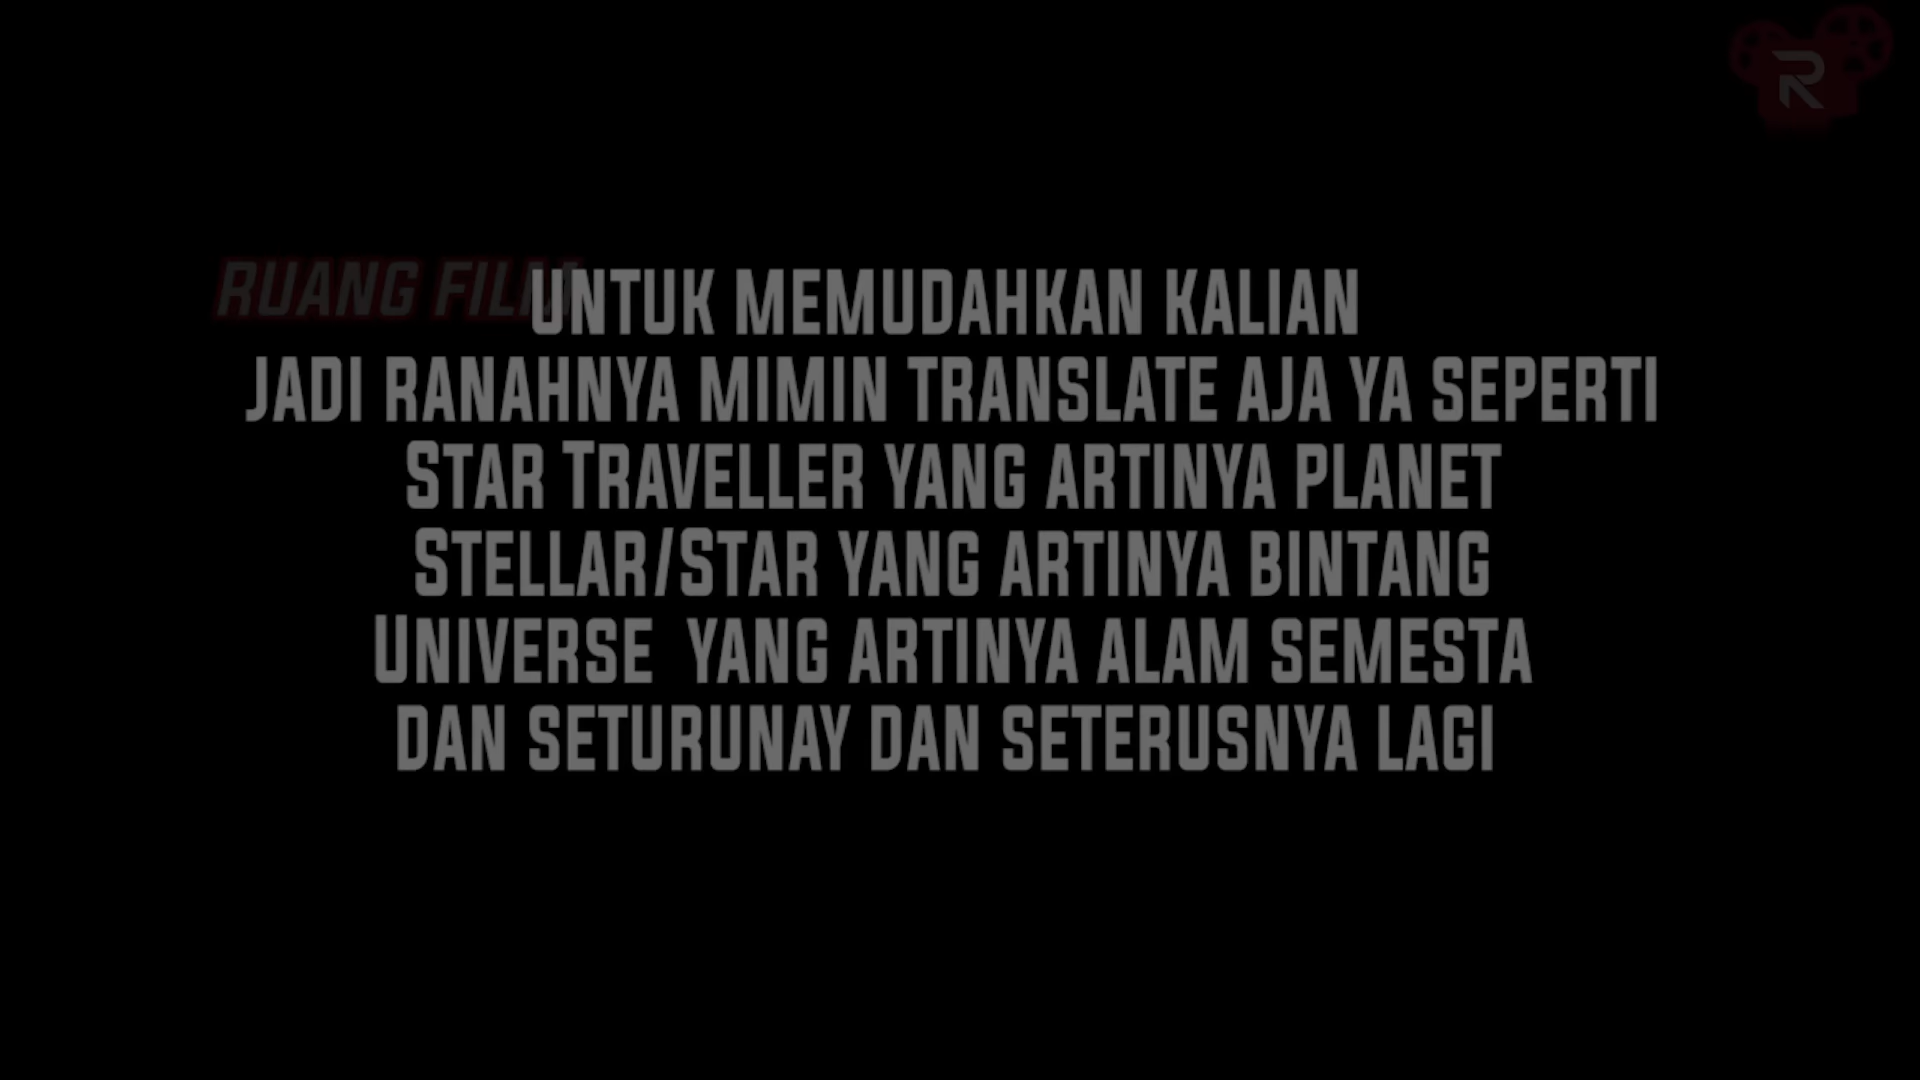 RUANG FILM
UNTUK MEMUDAHKAN KALIAN
JADI RANAHNYA MIMIN TRANSLATE AJA YA SEPERTI
STAR TRAVELLER YANG ARTINYA PLANET
STELLAR/STAR YANG ARTINYA BINTANG
UNIVERSE YANG ARTINYA ALAM SEMESTA
DAN SETURUNAY DAN SETERUSNYA LAGI
R